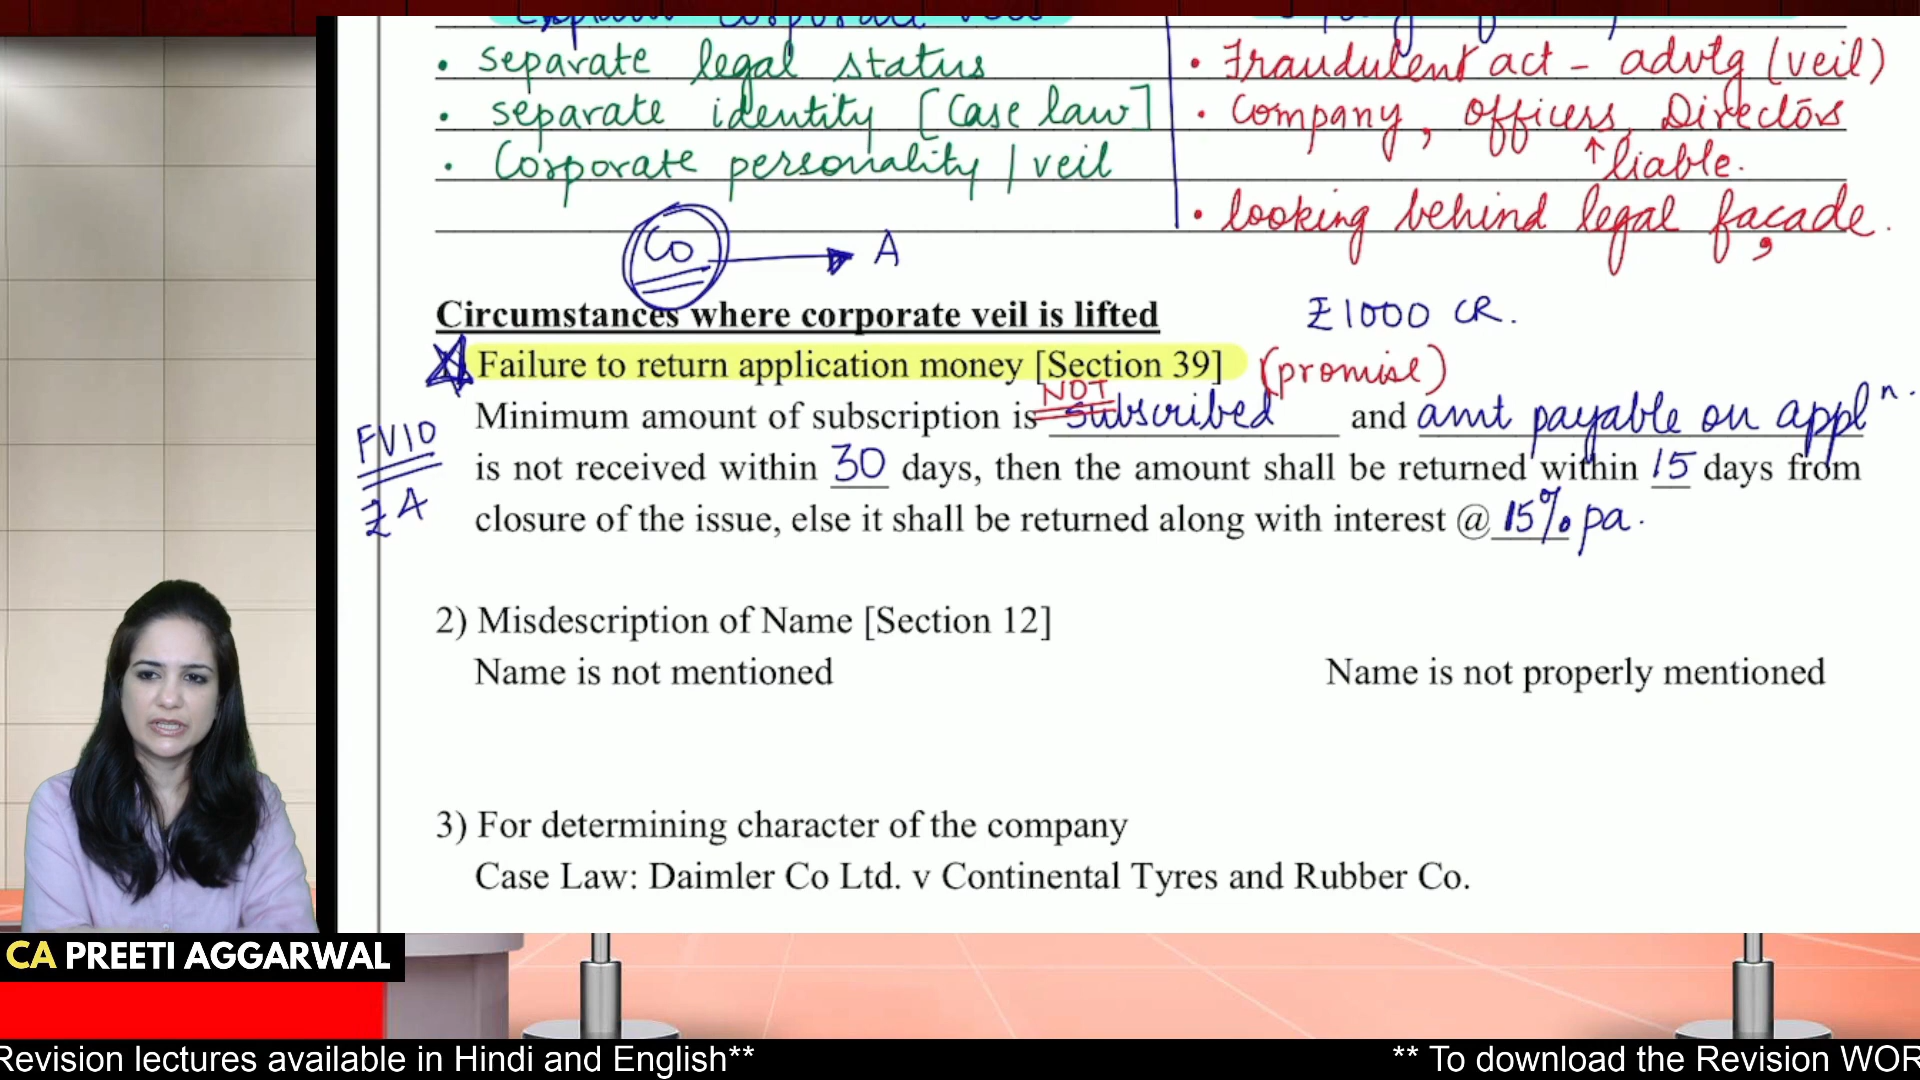 • separate legal status
• separate identity [Case law]
• Corporate personality / veil
• Fraudulent act - advtg (veil)
• Company, officers, Directors
↑ liable.
• looking behind legal facade.
Co → A
Circumstances where corporate veil is lifted
₹1000 CR.
Failure to return application money [Section 39] (promise)
NOT
Minimum amount of subscription is subscribed and amt payable on appln.
FV10
is not received within 30 days, then the amount shall be returned within 15 days from
₹4
closure of the issue, else it shall be returned along with interest @ 15% pa.
2) Misdescription of Name [Section 12]
Name is not mentioned Name is not properly mentioned
3) For determining character of the company
Case Law: Daimler Co Ltd. v Continental Tyres and Rubber Co.
CA PREETI AGGARWAL
Revision lectures available in Hindi and English** ** To download the Revision WOR